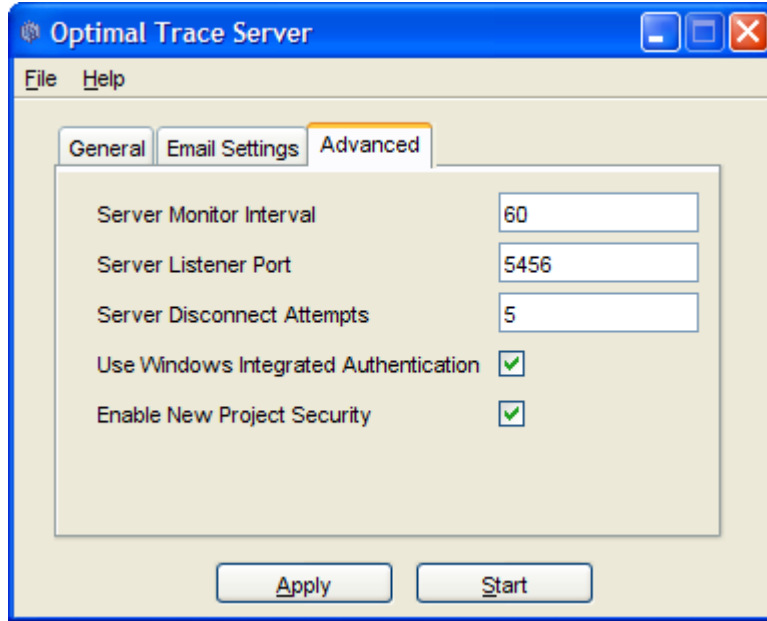 Optimal Trace Server
File Help
General Email Settings Advanced
Server Monitor Interval 60
Server Listener Port 5456
Server Disconnect Attempts 5
Use Windows Integrated Authentication
Enable New Project Security
Apply Start